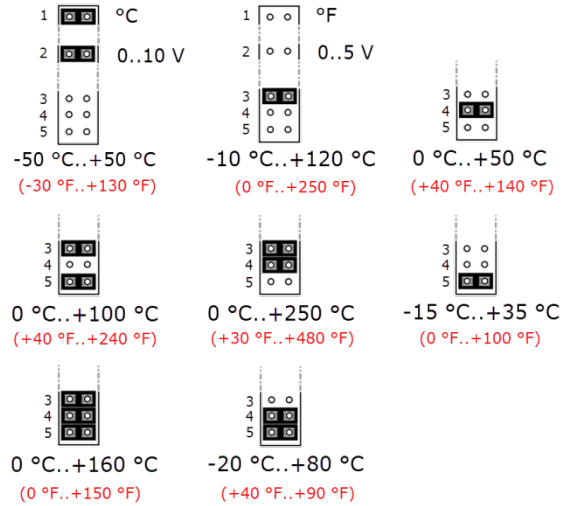 1 °C
2 0..10 V
3
4
5
-50 °C..+50 °C
(-30 °F..+130 °F)
1 °F
2 0..5 V
3
4
5
-10 °C..+120 °C
(0 °F..+250 °F)
3
4
5
0 °C..+50 °C
(+40 °F..+140 °F)
3
4
5
0 °C..+100 °C
(+40 °F..+240 °F)
3
4
5
0 °C..+250 °C
(+30 °F..+480 °F)
3
4
5
-15 °C..+35 °C
(0 °F..+100 °F)
3
4
5
0 °C..+160 °C
(0 °F..+150 °F)
3
4
5
-20 °C..+80 °C
(+40 °F..+90 °F)